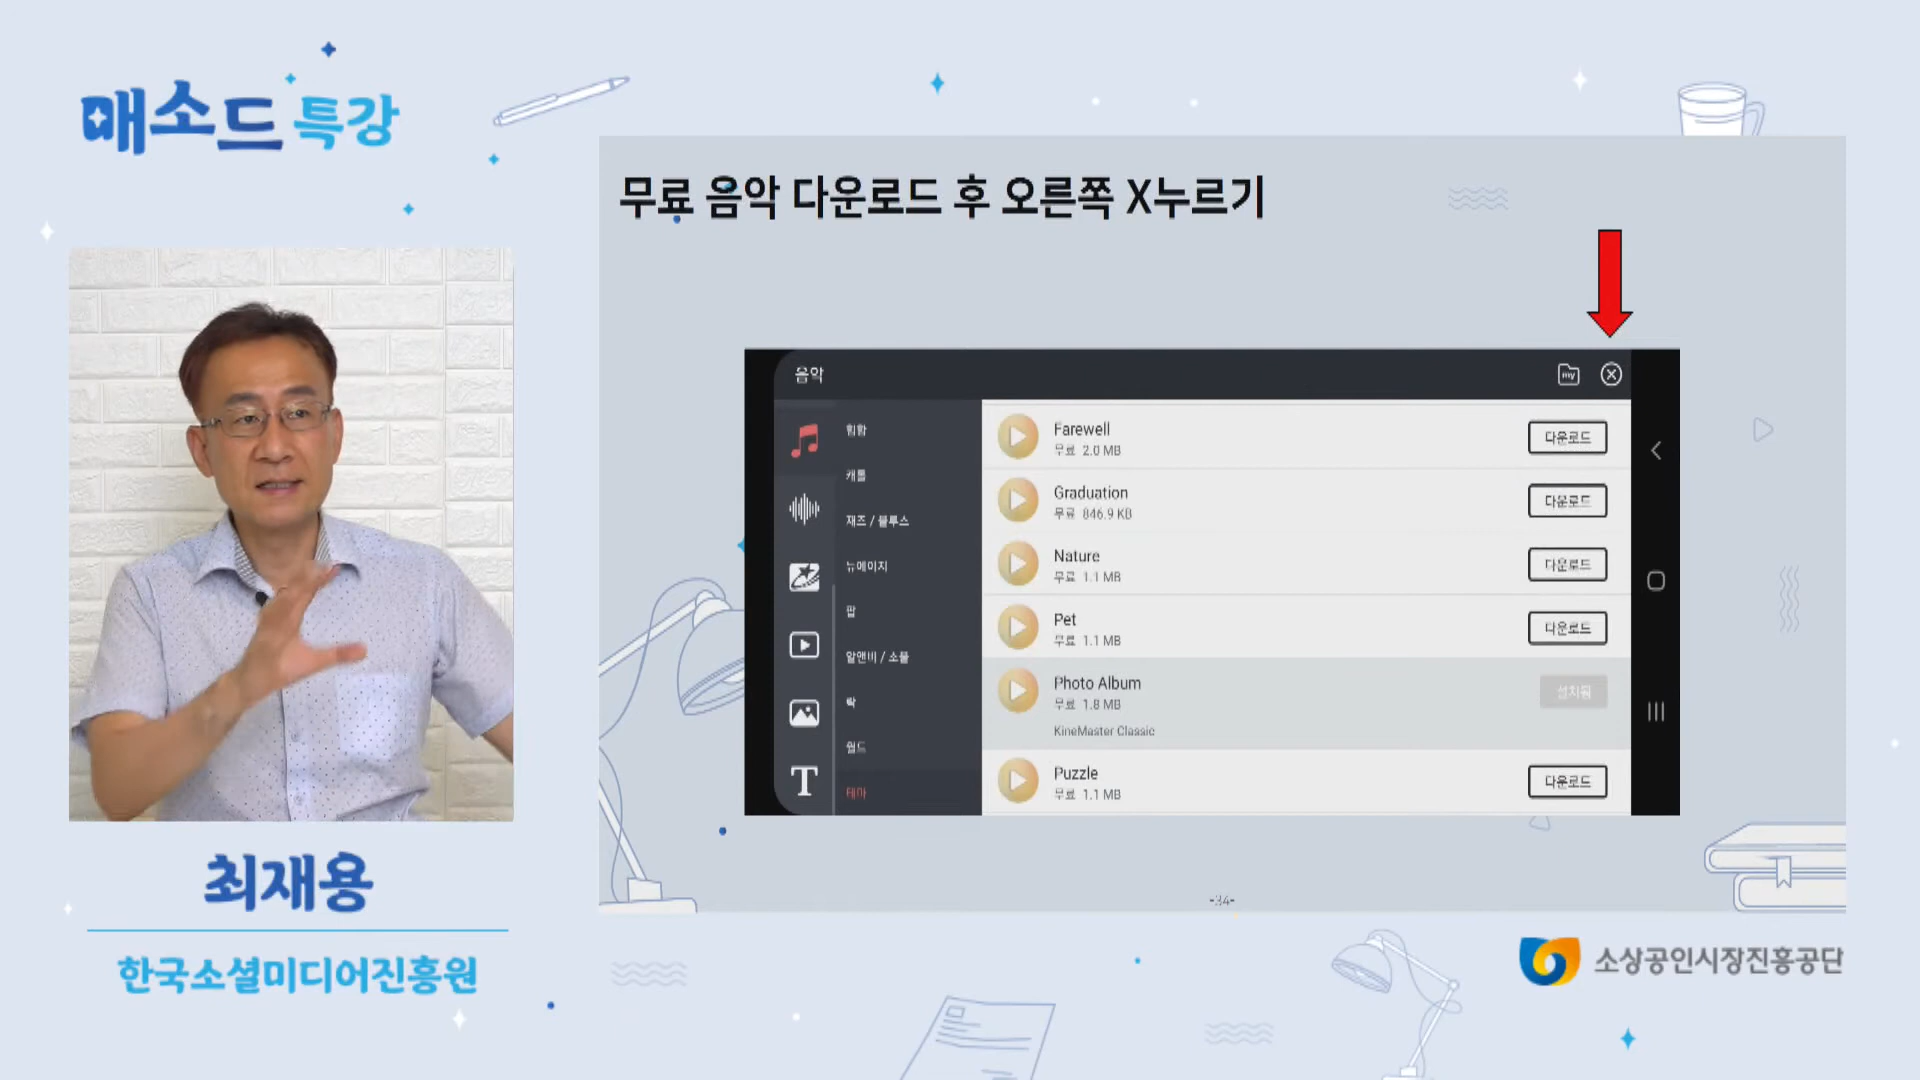 매소드 특강
무료 음악 다운로드 후 오른쪽 X누르기
음악
my
힙합
캐롤
재즈 / 블루스
뉴에이지
팝
알앤비 / 소울
락
월드
테마
Farewell
무료 2.0 MB
다운로드
Graduation
무료 846.9 KB
다운로드
Nature
무료 1.1 MB
다운로드
Pet
무료 1.1 MB
다운로드
Photo Album
무료 1.8 MB
KineMaster Classic
설치됨
Puzzle
무료 1.1 MB
다운로드
T
-34-
최재용
한국소셜미디어진흥원
소상공인시장진흥공단